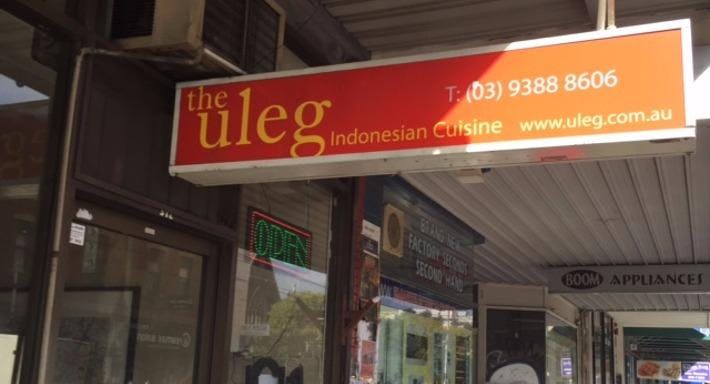 the
uleg
Indonesian Cuisine
T: (03) 9388 8606
www.uleg.com.au
OPEN
BRAND NEW
FACTORY SECONDS
SECOND HAND
BOOM APPLIANCES